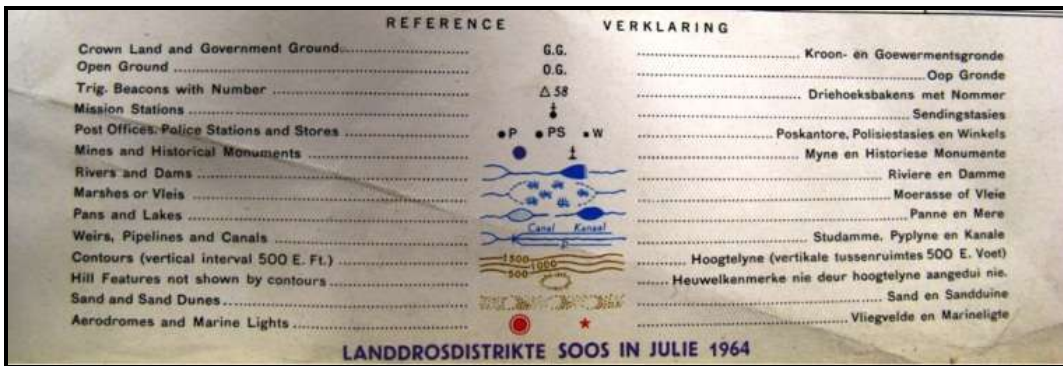 REFERENCE VERKLARING
Crown Land and Government Ground G.G. Kroon- en Goewermentsgronde
Open Ground O.G. Oop Gronde
Trig. Beacons with Number △ 58 Driehoeksbakens met Nommer
Mission Stations Sendingstasies
Post Offices, Police Stations and Stores P PS W Poskantore, Polisiestasies en Winkels
Mines and Historical Monuments Myne en Historiese Monumente
Rivers and Dams Riviere en Damme
Marshes or Vleis Moerasse of Vleie
Pans and Lakes Panne en Mere
Canal Kanaal
Weirs, Pipelines and Canals P Studamme, Pyplyne en Kanale
Contours (vertical interval 500 E. Ft.) 1500 1000 500 Hoogtelyne (vertikale tussenruimtes 500 E. Voet)
Hill Features not shown by contours Heuwelkenmerke nie deur hoogtelyne aangedui nie.
Sand and Sand Dunes Sand en Sandduine
Aerodromes and Marine Lights Vliegvelde en Marineligte
LANDDROSDISTRIKTE SOOS IN JULIE 1964